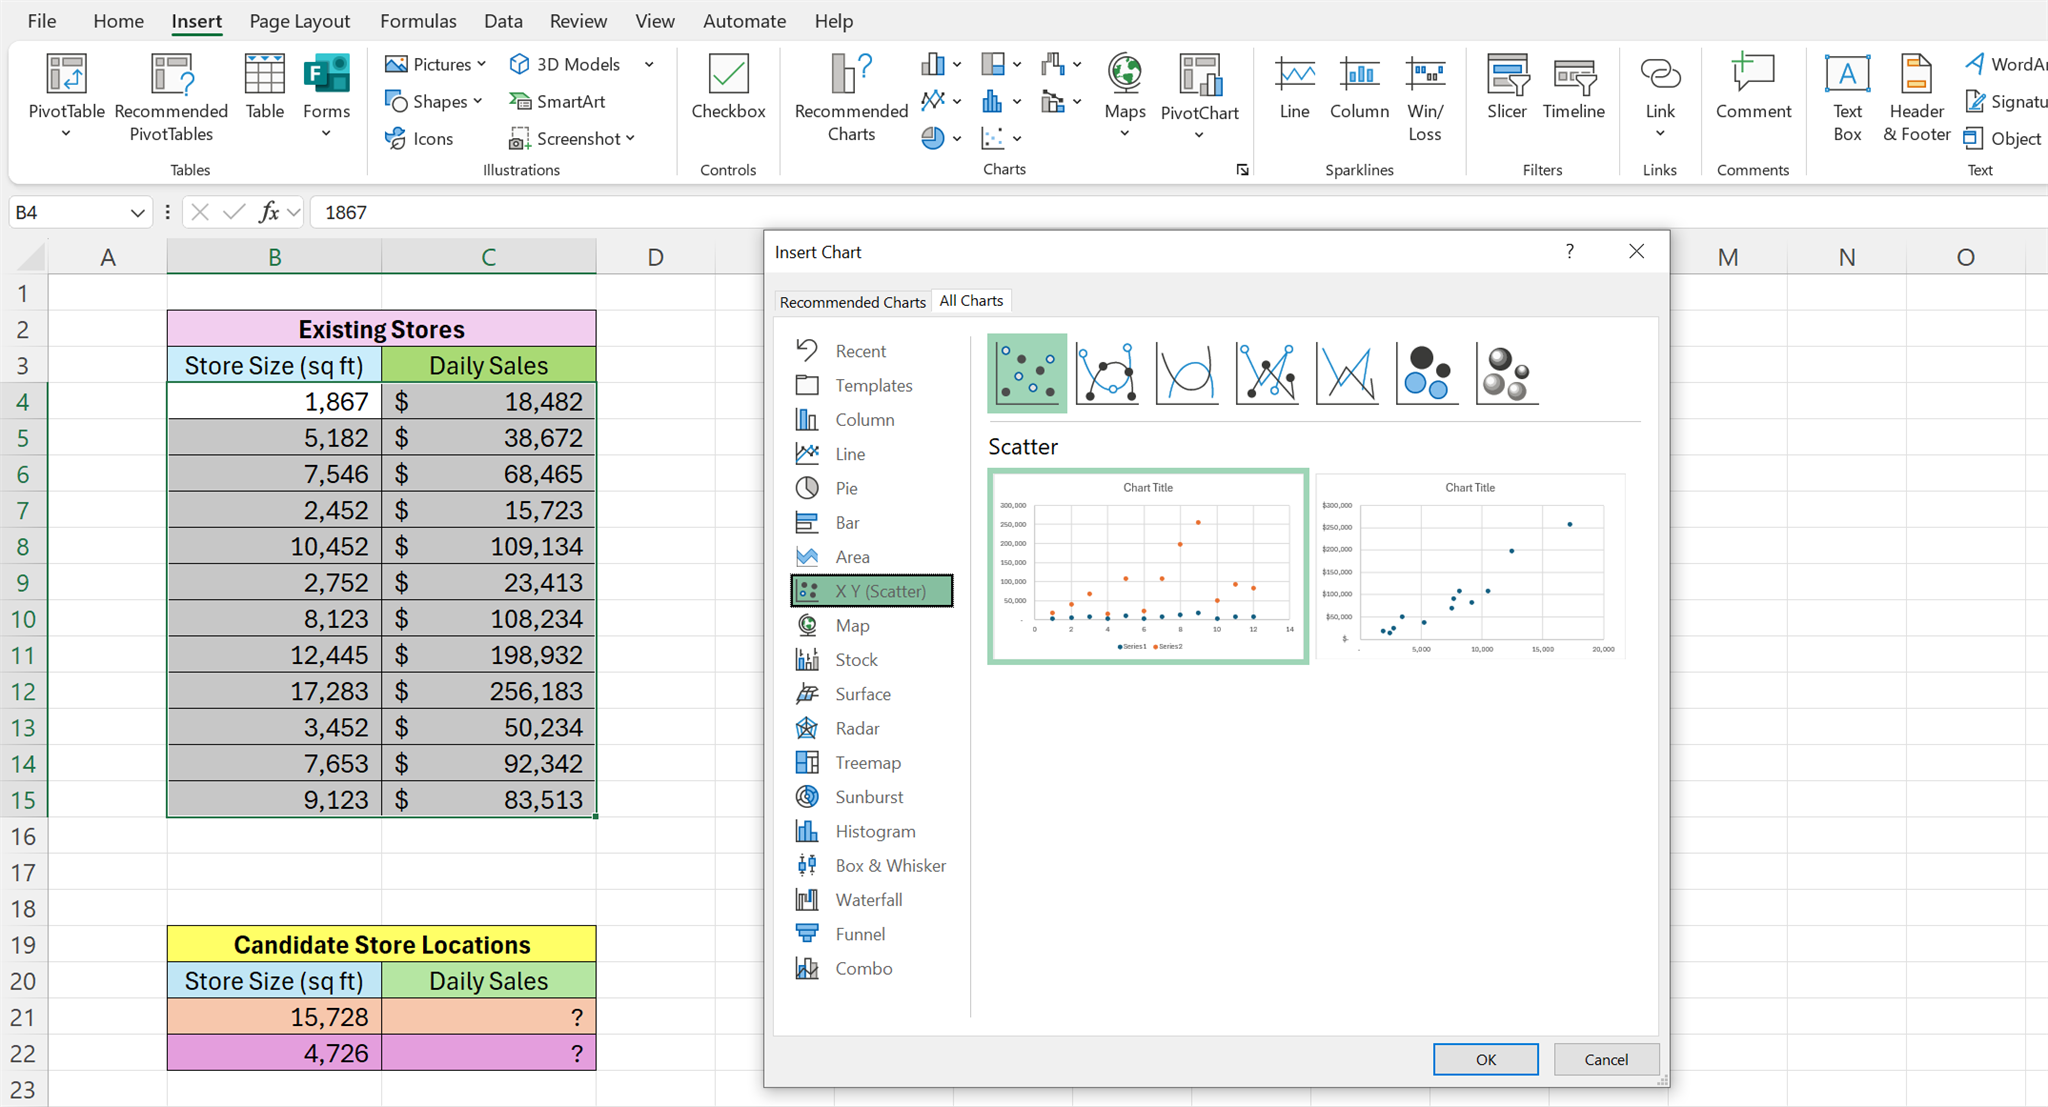 File Home Insert Page Layout Formulas Data Review View Automate Help
PivotTable
Recommended
PivotTables
Table
Forms
Tables
Pictures
Shapes
Icons
3D Models
SmartArt
Screenshot
Illustrations
Checkbox
Controls
Recommended
Charts
Maps
PivotChart
Charts
Line
Column
Win/
Loss
Sparklines
Slicer
Timeline
Filters
Link
Links
Comment
Comments
Text
Box
Header
& Footer
WordAr
Signatu
Object
Text
B4
fx
1867
A B C D M N O
1
2 Existing Stores
3 Store Size (sq ft) Daily Sales
4 1,867 $ 18,482
5 5,182 $ 38,672
6 7,546 $ 68,465
7 2,452 $ 15,723
8 10,452 $ 109,134
9 2,752 $ 23,413
10 8,123 $ 108,234
11 12,445 $ 198,932
12 17,283 $ 256,183
13 3,452 $ 50,234
14 7,653 $ 92,342
15 9,123 $ 83,513
16
17
18
19 Candidate Store Locations
20 Store Size (sq ft) Daily Sales
21 15,728 ?
22 4,726 ?
23
Insert Chart ?
Recommended Charts All Charts
Recent
Templates
Column
Line
Pie
Bar
Area
X Y (Scatter)
Map
Stock
Surface
Radar
Treemap
Sunburst
Histogram
Box & Whisker
Waterfall
Funnel
Combo
Scatter
Chart Title
300,000
250,000
200,000
150,000
100,000
50,000
-
0 2 4 6 8 10 12 14
Series1 Series2
Chart Title
$300,000
$250,000
$200,000
$150,000
$100,000
$50,000
$-
- 5,000 10,000 15,000 20,000
OK Cancel